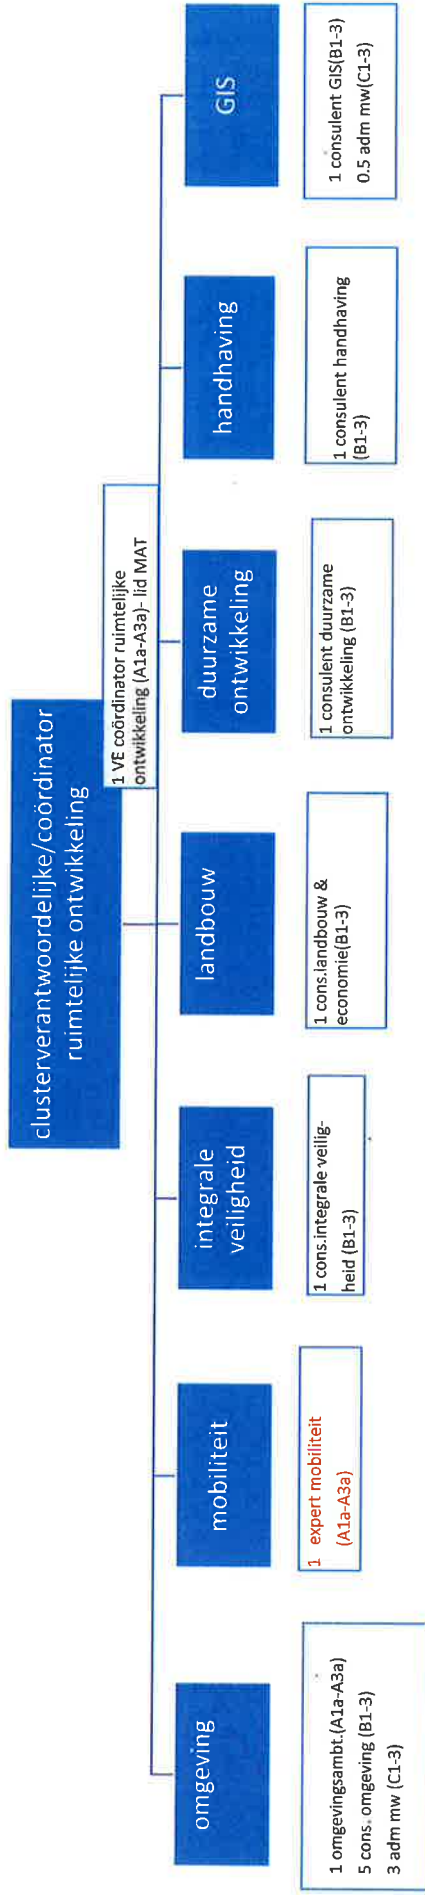 clusterverantwoordelijke/coördinator
ruimtelijke ontwikkeling
1 VE coördinator ruimtelijke
ontwikkeling (A1a-A3a)- lid MAT
omgeving
1 omgevingsambt.(A1a-A3a)
5 cons. omgeving (B1-3)
3 adm mw (C1-3)
mobiliteit
1 expert mobiliteit
(A1a-A3a)
integrale
veiligheid
1 cons.integrale veilig-
heid (B1-3)
landbouw
1 cons.landbouw &
economie(B1-3)
duurzame
ontwikkeling
1 consulent duurzame
ontwikkeling (B1-3)
handhaving
1 consulent handhaving
(B1-3)
GIS
1 consulent GIS(B1-3)
0.5 adm mw(C1-3)